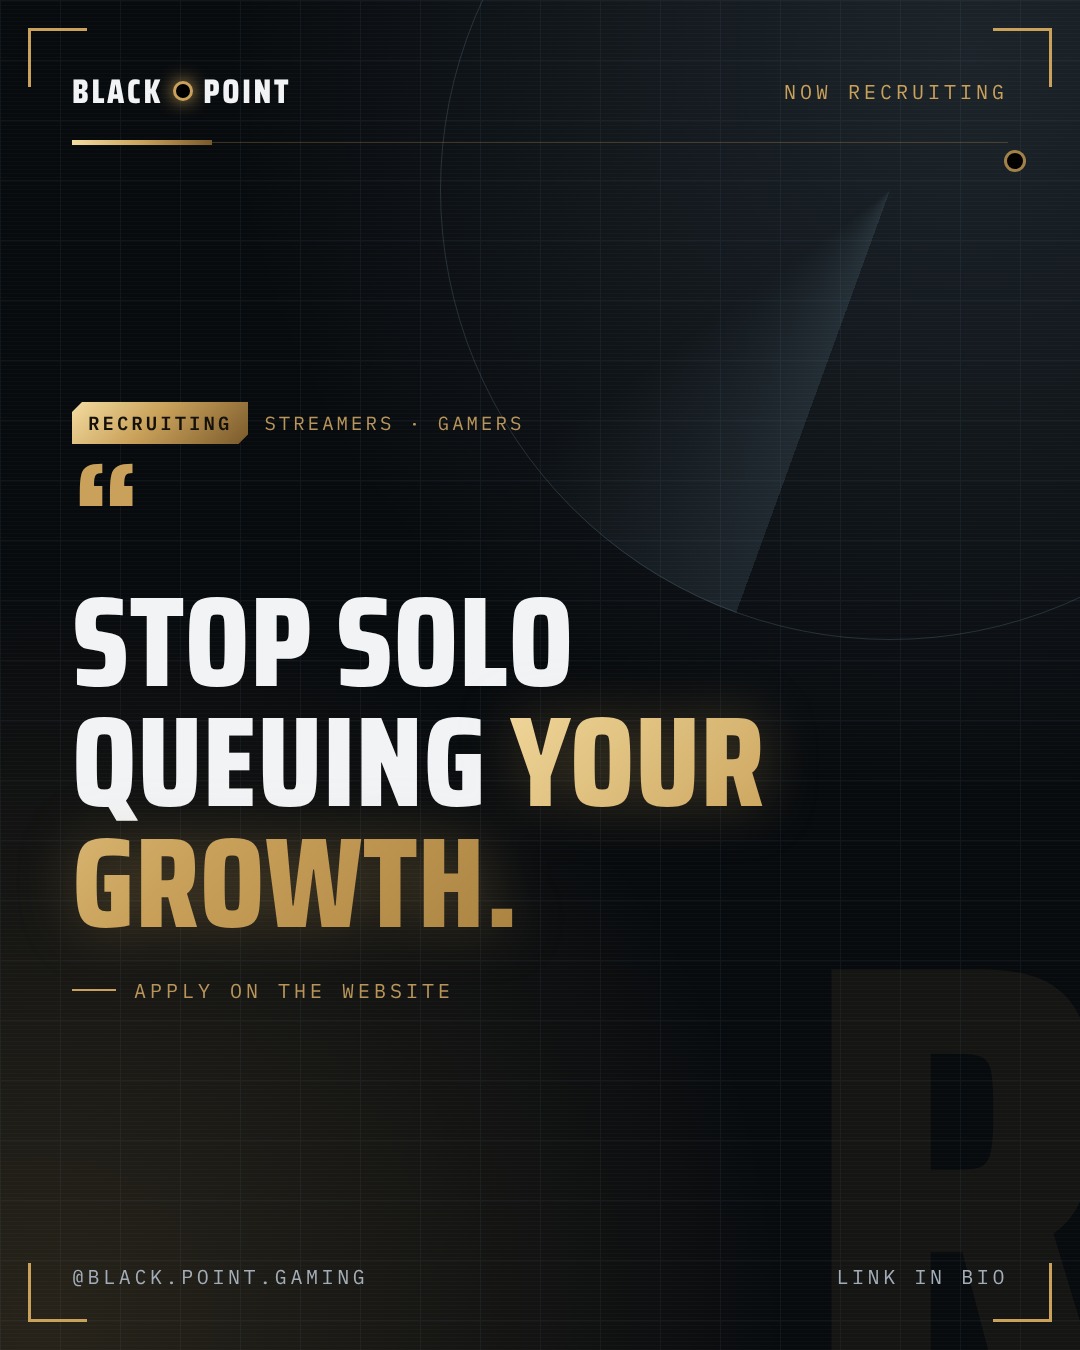 BLACK POINT
NOW RECRUITING
RECRUITING STREAMERS · GAMERS
“
STOP SOLO
QUEUING YOUR
GROWTH.
APPLY ON THE WEBSITE
R
@BLACK.POINT.GAMING
LINK IN BIO